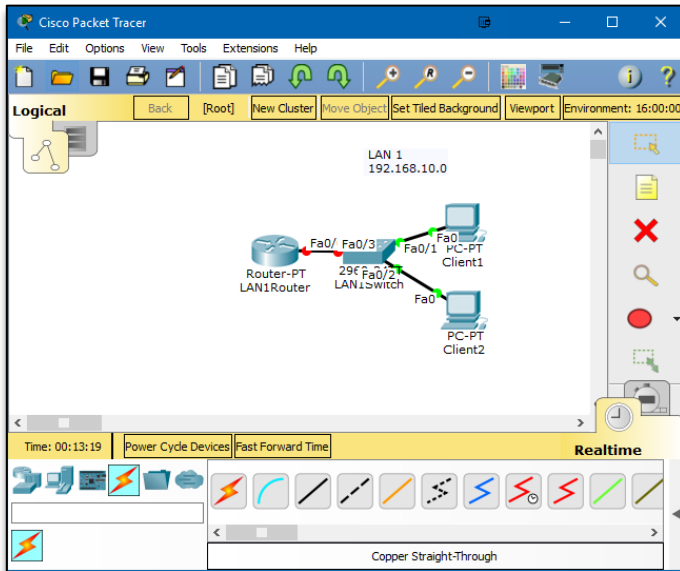 Cisco Packet Tracer
File Edit Options View Tools Extensions Help
Logical Back [Root] New Cluster Move Object Set Tiled Background Viewport Environment: 16:00:00
LAN 1
192.168.10.0
Fa0/ Fa0/3 Fa0/1 Fa0
Router-PT
LAN1Router
Fa0/2
LAN1Switch
PC-PT
Client1
Fa0
PC-PT
Client2
Time: 00:13:19 Power Cycle Devices Fast Forward Time Realtime
Copper Straight-Through